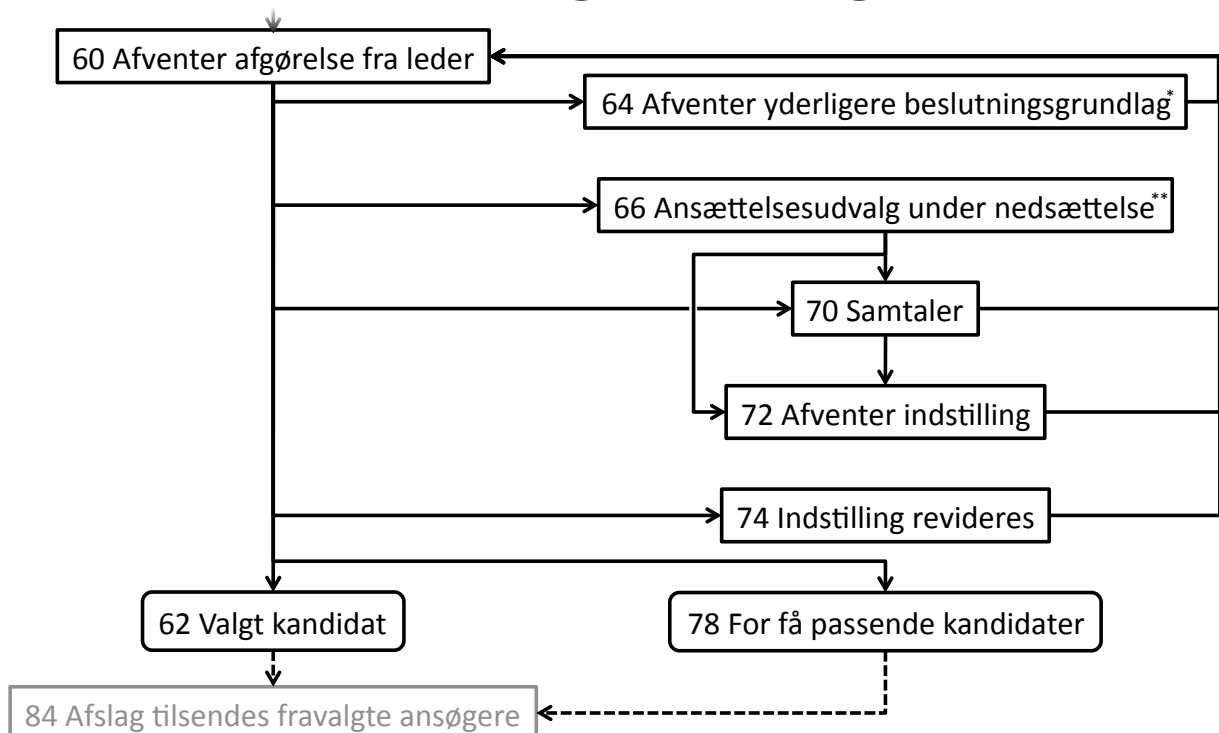 60 Afventer afgørelse fra leder
64 Afventer yderligere beslutningsgrundlag*
66 Ansættelsesudvalg under nedsættelse**
70 Samtaler
72 Afventer indstilling
74 Indstilling revideres
62 Valgt kandidat
78 For få passende kandidater
84 Afslag tilsendes fravalgte ansøgere